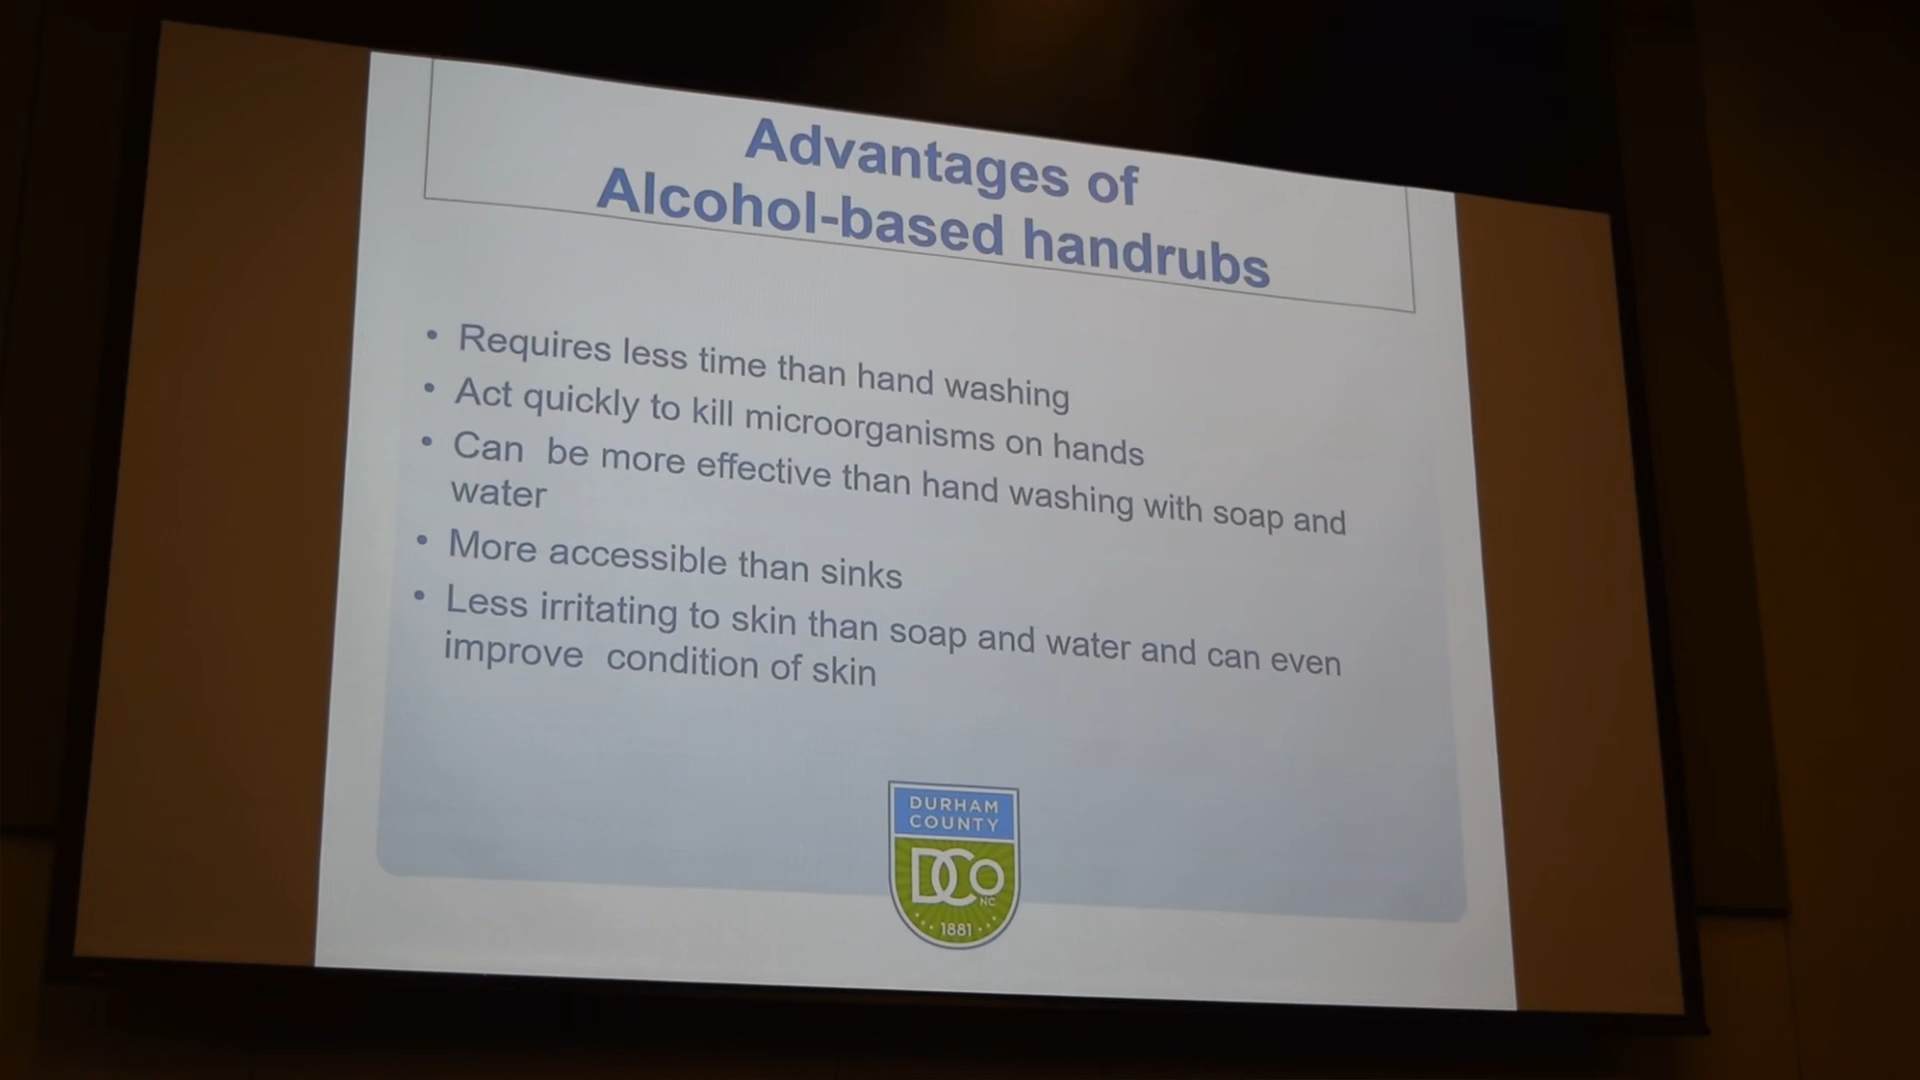 Advantages of
Alcohol-based handrubs
• Requires less time than hand washing
• Act quickly to kill microorganisms on hands
• Can  be more effective than hand washing with soap and
water
• More accessible than sinks
• Less irritating to skin than soap and water and can even
improve  condition of skin
DURHAM
COUNTY
DCo
NC
1881